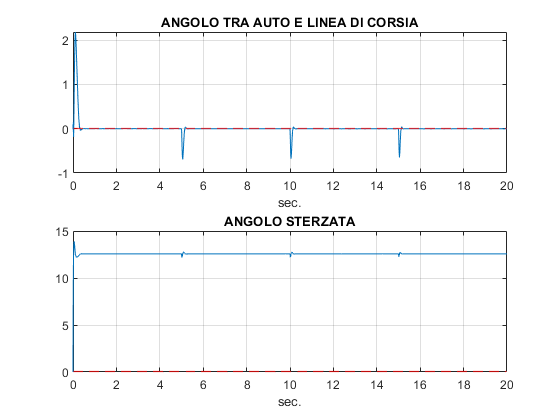 ANGOLO TRA AUTO E LINEA DI CORSIA
2
1
0
-1
0 2 4 6 8 10 12 14 16 18 20
sec.
ANGOLO STERZATA
15
10
5
0
0 2 4 6 8 10 12 14 16 18 20
sec.